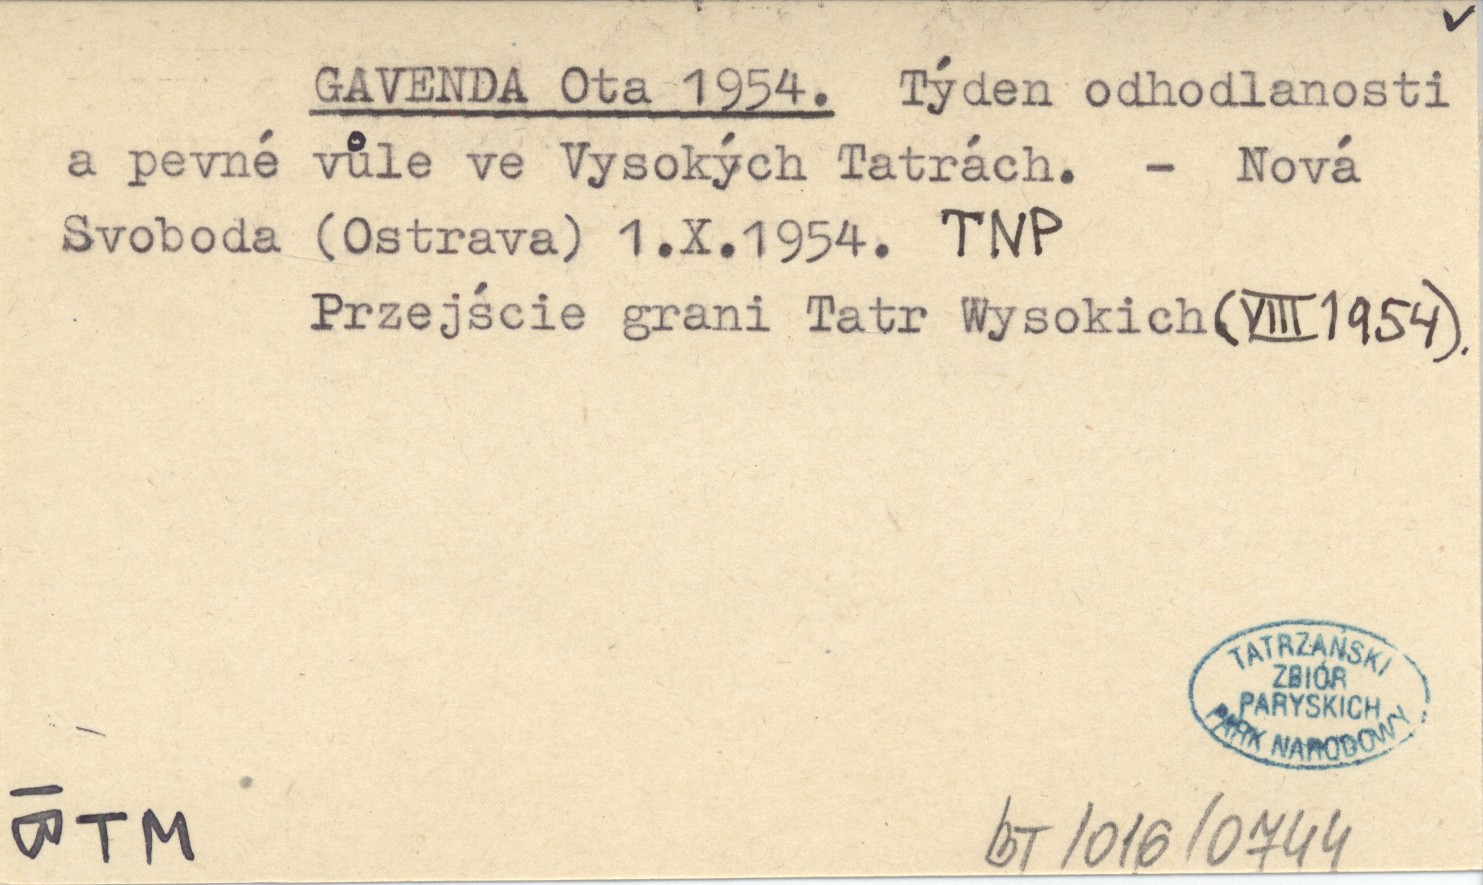 ✓
GAVENDA Ota 1954. Týden odhodlanosti
a pevné vůle ve Vysokých Tatrách. - Nová
Svoboda (Ostrava) 1.X.1954. TNP
Przejście grani Tatr Wysokich (VIII 1954).
TATRZAŃSKI
ZBIÓR
PARYSKICH
PARK NARODOWY
TM
BT/016/0744